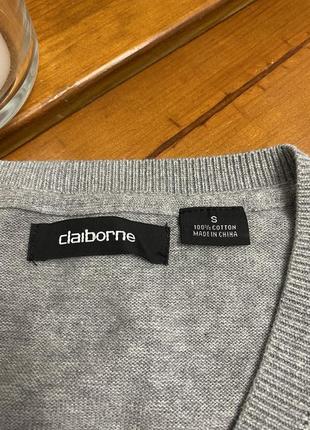 claiborne
S
100% COTTON
MADE IN CHINA